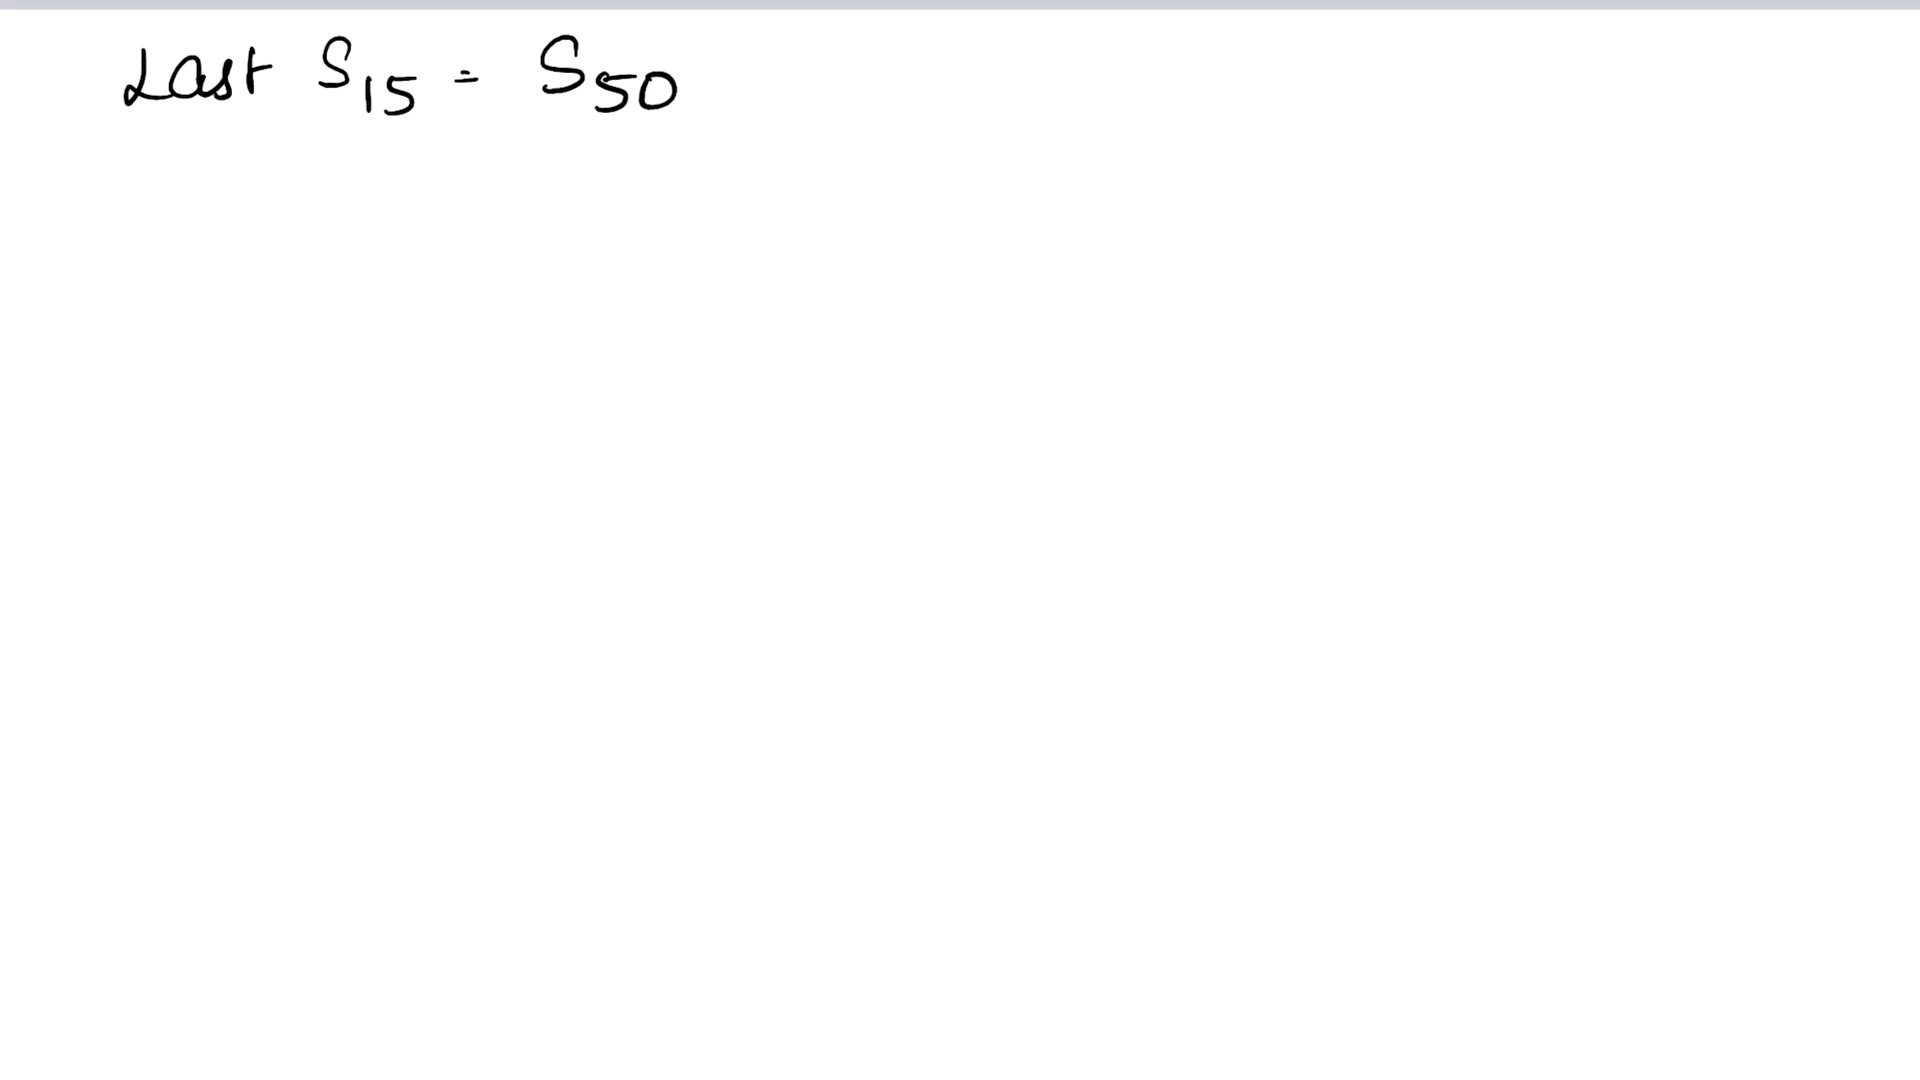 Last S₁₅ = S₅₀